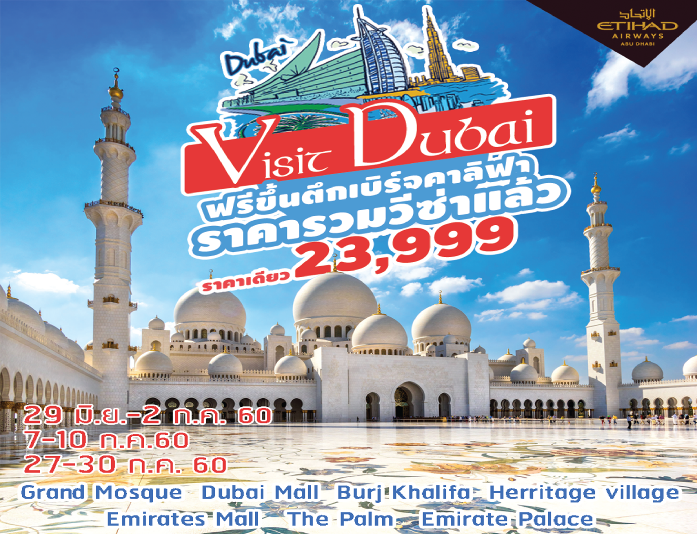 الإتحاد
ETIHAD
AIRWAYS
ABU DHABI
Dubai
Visit Dubai
ฟรีขึ้นตึกเบิร์จคาลิฟ้า
ราคารวมวีซ่าแล้ว
ราคาเดียว 23,999
29 มิ.ย.-2 ก.ค. 60
7-10 ก.ค.60
27-30 ก.ค. 60
Grand Mosque Dubai Mall Burj Khalifa Herritage village
Emirates Mall The Palm Emirate Palace